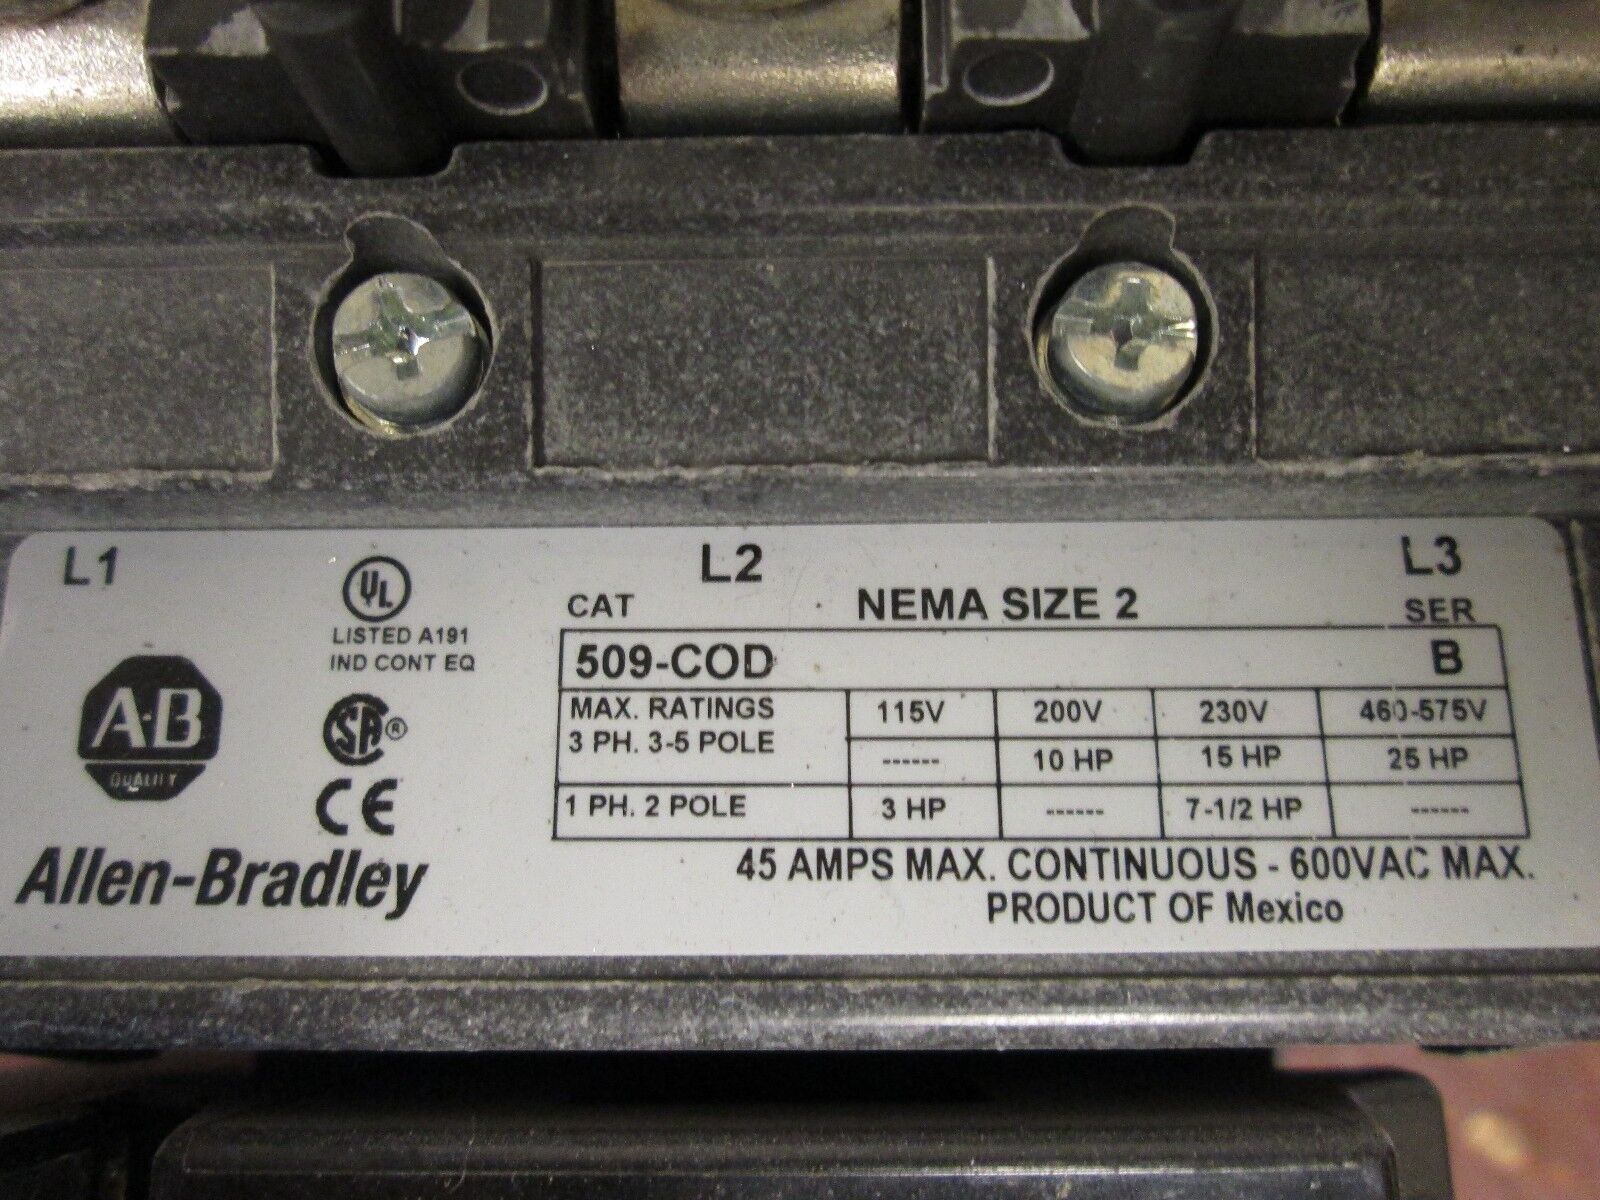 L1 L2 L3
UL
LISTED A191
IND CONT EQ
CAT NEMA SIZE 2 SER
509-COD B
MAX. RATINGS 115V 200V 230V 460-575V
3 PH. 3-5 POLE ------ 10 HP 15 HP 25 HP
1 PH. 2 POLE 3 HP ------ 7-1/2 HP ------
A-B
QUALITY
SA®
CE
Allen-Bradley
45 AMPS MAX. CONTINUOUS - 600VAC MAX.
PRODUCT OF Mexico